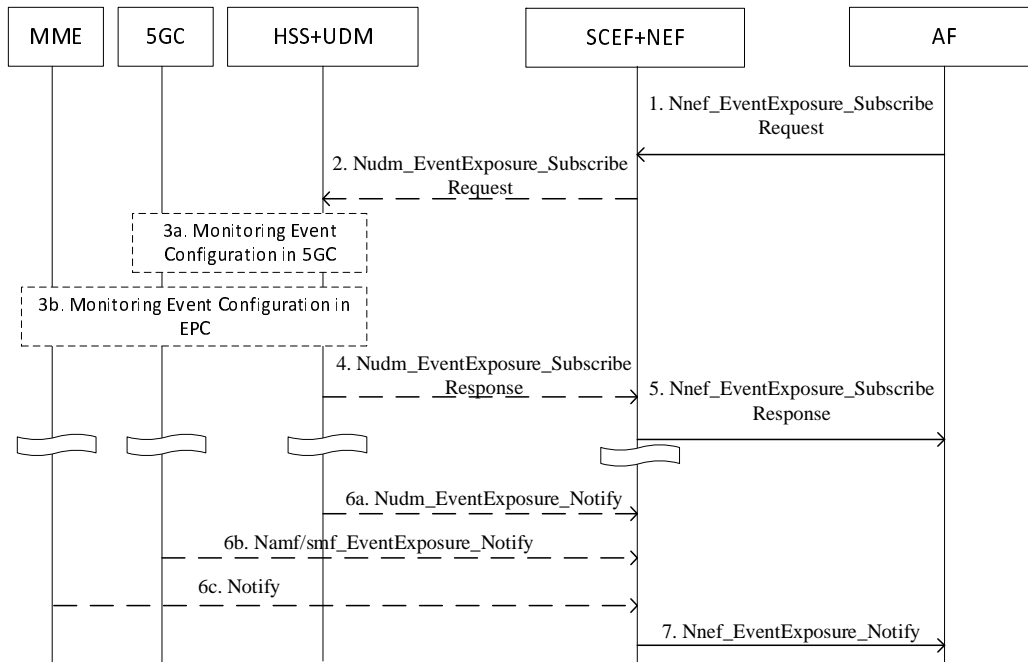 MME
5GC
HSS+UDM
SCEF+NEF
AF
1. Nnef_EventExposure_Subscribe
Request
2. Nudm_EventExposure_Subscribe
Request
3a. Monitoring Event
Configuration in 5GC
3b. Monitoring Event Configuration in
EPC
4. Nudm_EventExposure_Subscribe
Response
5. Nnef_EventExposure_Subscribe
Response
6a. Nudm_EventExposure_Notify
6b. Namf/smf_EventExposure_Notify
6c. Notify
7. Nnef_EventExposure_Notify